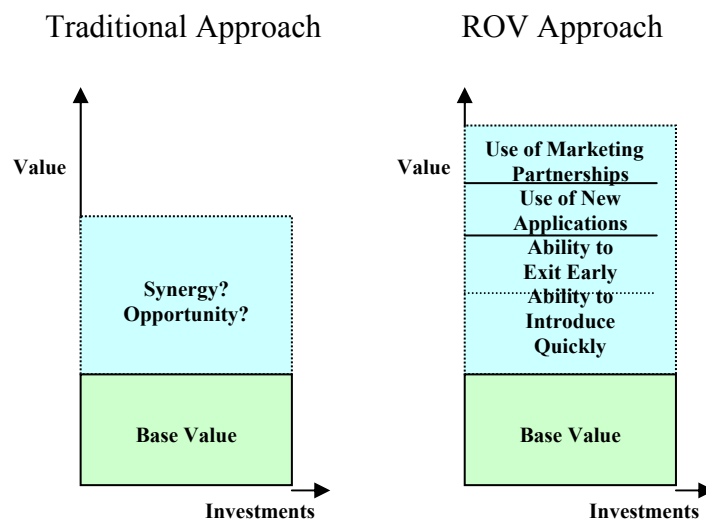 Traditional Approach
Value
Synergy?
Opportunity?
Base Value
Investments
ROV Approach
Value
Use of Marketing
Partnerships
Use of New
Applications
Ability to
Exit Early
Ability to
Introduce
Quickly
Base Value
Investments